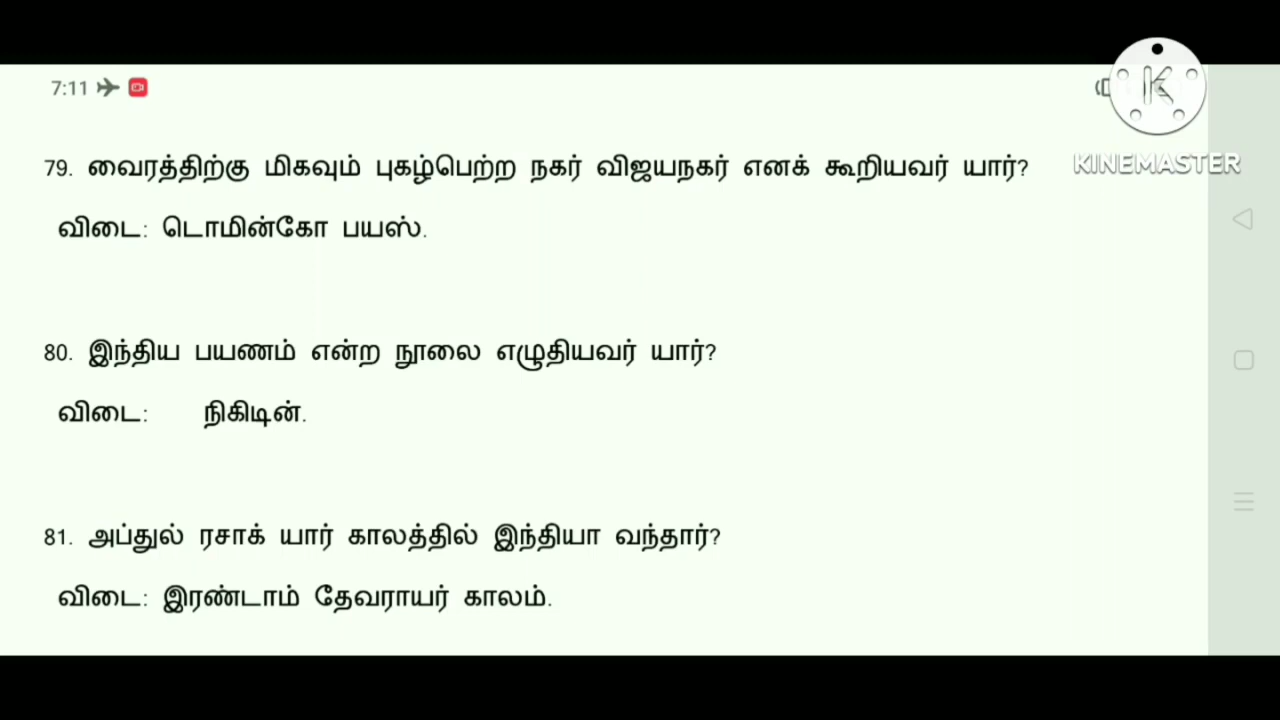 7:11
KINEMASTER
79. வைரத்திற்கு மிகவும் புகழ்பெற்ற நகர் விஜயநகர் எனக் கூறியவர் யார்?
விடை: டொமின்கோ பயஸ்.
80. இந்திய பயணம் என்ற நூலை எழுதியவர் யார்?
விடை: நிகிடின்.
81. அப்துல் ரசாக் யார் காலத்தில் இந்தியா வந்தார்?
விடை: இரண்டாம் தேவராயர் காலம்.